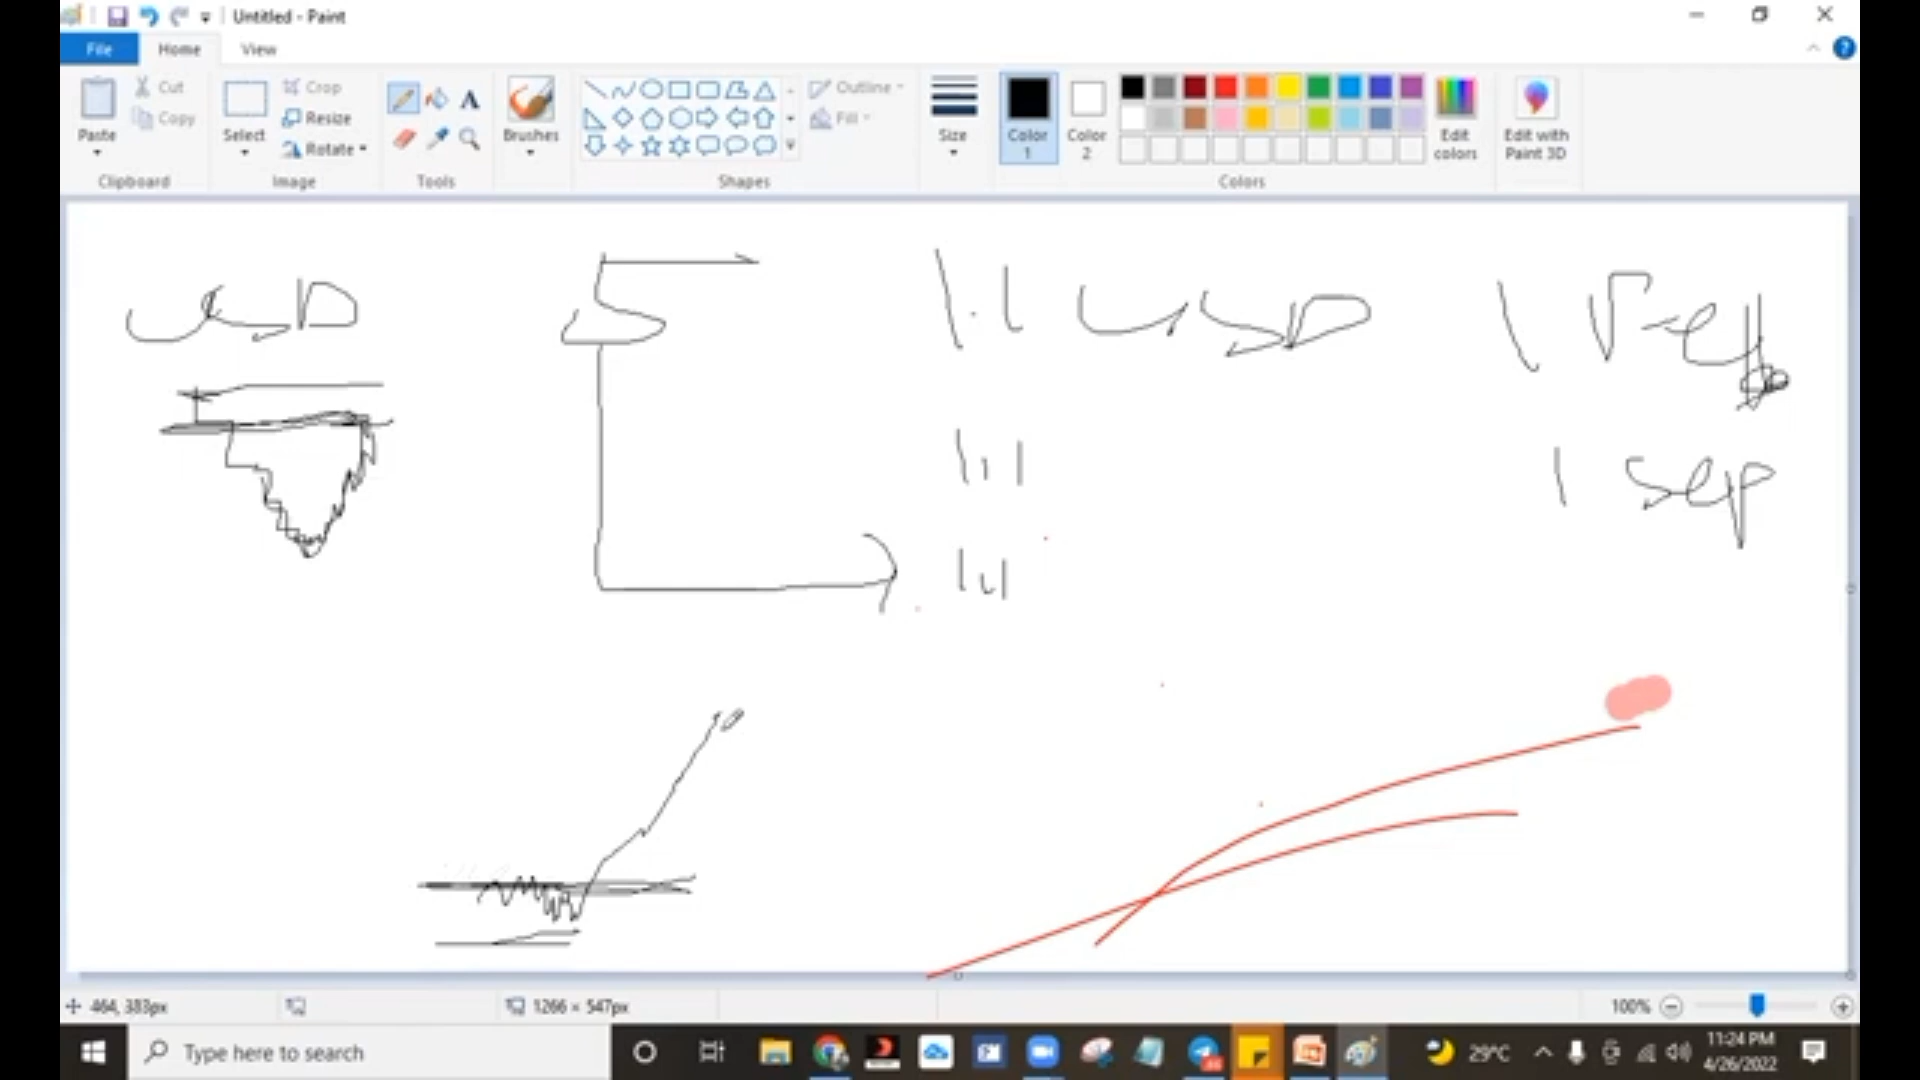 Untitled - Paint
File Home View
Paste Cut Copy Select Crop Resize Rotate Brushes Outline Fill Size Color 1 Color 2 Edit colors Edit with Paint 3D
Clipboard Image Tools Shapes Colors
USD 5 1.1 USD 1 Feb
1.1 1 sep
1.1
464, 383px 1266 × 547px 100%
Type here to search 29°C 11:24 PM
4/26/2022